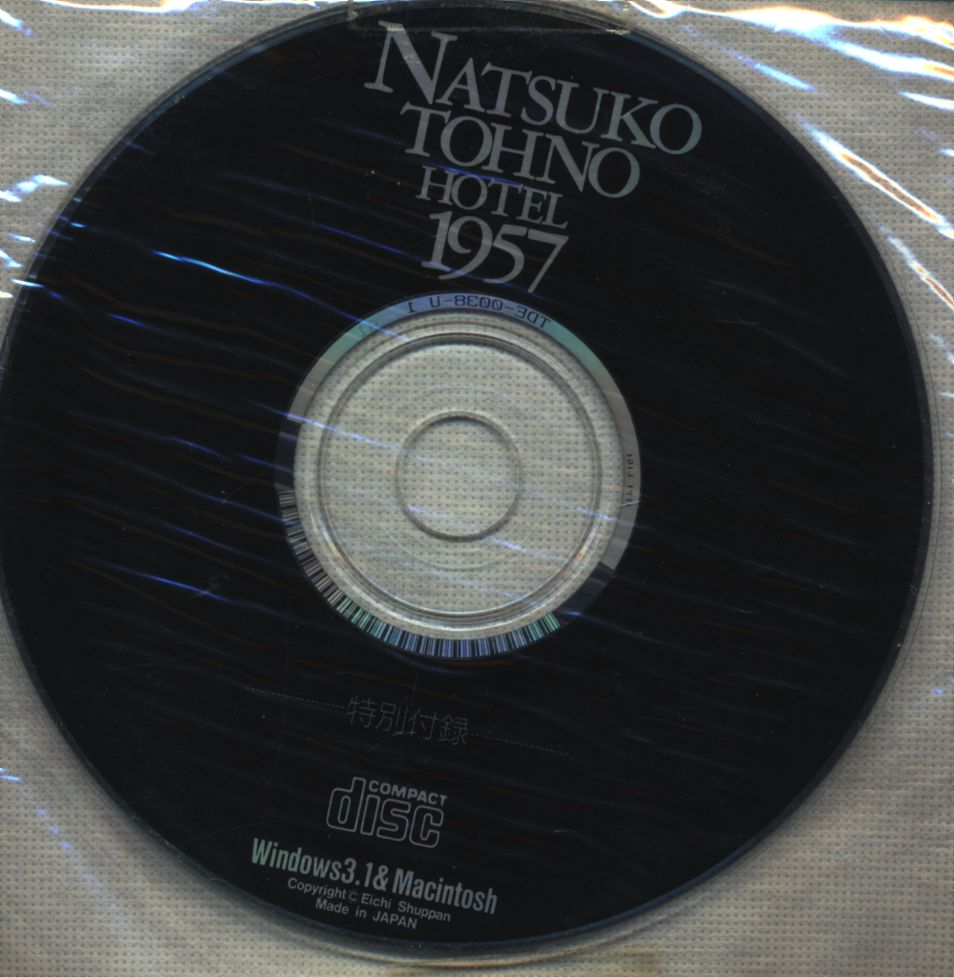 NATSUKO
TOHNO
HOTEL
1957
TDE-0038-U 1
特別付録
COMPACT
disc
Windows3.1&Macintosh
Copyright © Eichi Shuppan
Made in JAPAN